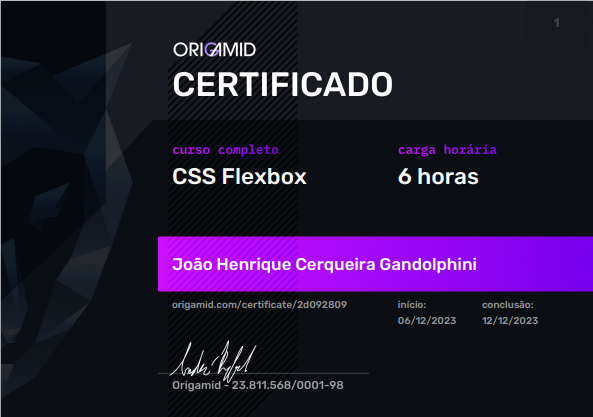 1
ORIGAMID
CERTIFICADO
curso completo
CSS Flexbox
carga horária
6 horas
João Henrique Cerqueira Gandolphini
origamid.com/certificate/2d092809
início:
06/12/2023
conclusão:
12/12/2023
Origamid - 23.811.568/0001-98